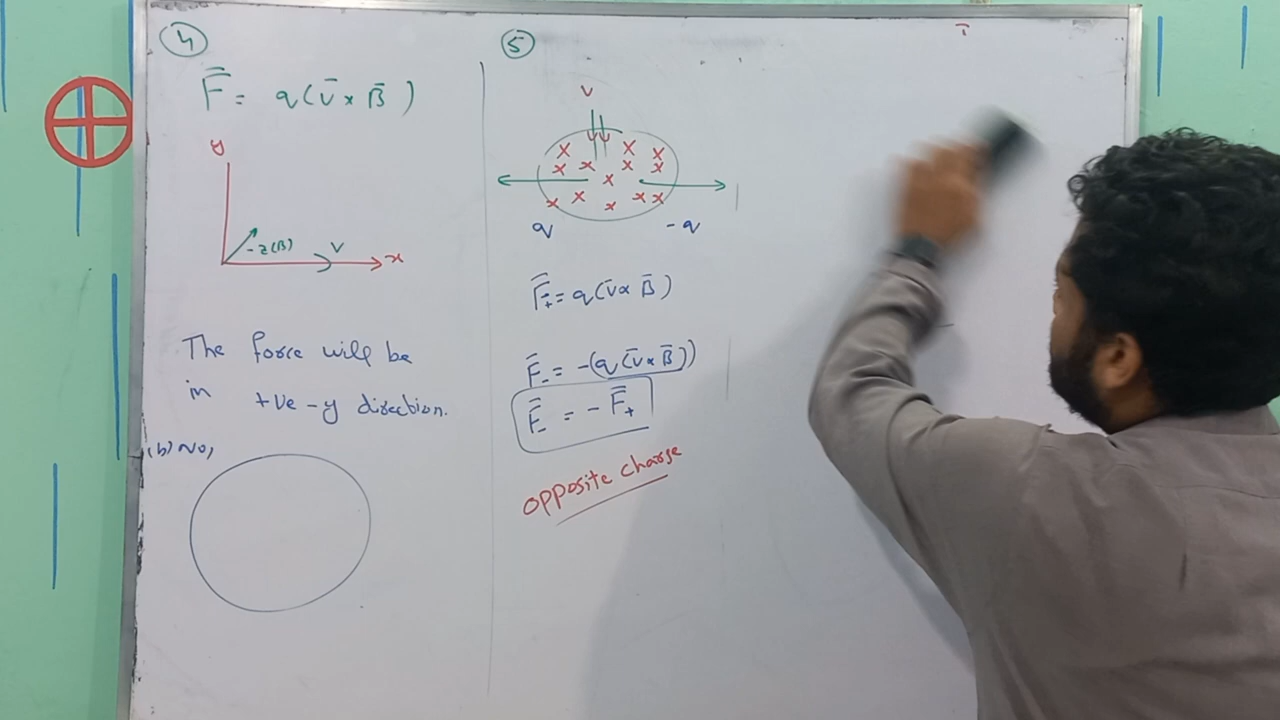 4
F̄ = q(v̄ × B̄)
y
-z(B)
v
x
The force will be
in +ve-y direction.
(b) No,
5
v
x x x
x x x x
x
x x x x x
q -q
F̄+ = q(v̄ × B̄)
F̄- = -(q(v̄ × B̄))
F̄- = - F̄+
opposite charge